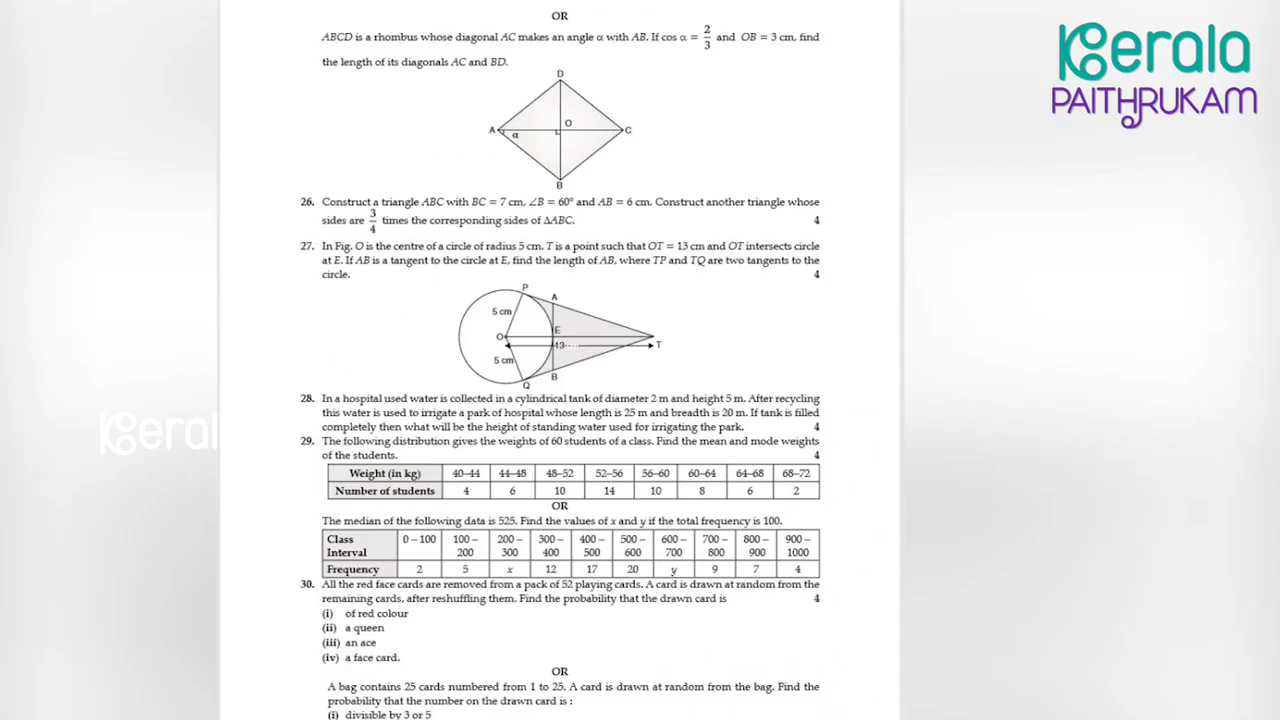 OR
ABCD is a rhombus whose diagonal AC makes an angle α with AB. If cos α = 2/3 and OB = 3 cm, find
the length of its diagonals AC and BD.
D
A
α
O
C
B
26. Construct a triangle ABC with BC = 7 cm, ∠B = 60° and AB = 6 cm. Construct another triangle whose
sides are 3/4 times the corresponding sides of ΔABC. 4
27. In Fig. O is the centre of a circle of radius 5 cm. T is a point such that OT = 13 cm and OT intersects circle
at E. If AB is a tangent to the circle at E, find the length of AB, where TP and TQ are two tangents to the
circle. 4
P
A
5 cm
O
E
13
T
5 cm
B
Q
28. In a hospital used water is collected in a cylindrical tank of diameter 2 m and height 5 m. After recycling
this water is used to irrigate a park of hospital whose length is 25 m and breadth is 20 m. If tank is filled
completely then what will be the height of standing water used for irrigating the park. 4
29. The following distribution gives the weights of 60 students of a class. Find the mean and mode weights
of the students. 4
Weight (in kg) 40–44 44–48 48–52 52–56 56–60 60–64 64–68 68–72
Number of students 4 6 10 14 10 8 6 2
OR
The median of the following data is 525. Find the values of x and y if the total frequency is 100.
Class 0 – 100 100 – 200 – 300 – 400 – 500 – 600 – 700 – 800 – 900 –
Interval 200 300 400 500 600 700 800 900 1000
Frequency 2 5 x 12 17 20 y 9 7 4
30. All the red face cards are removed from a pack of 52 playing cards. A card is drawn at random from the
remaining cards, after reshuffling them. Find the probability that the drawn card is 4
(i) of red colour
(ii) a queen
(iii) an ace
(iv) a face card.
OR
A bag contains 25 cards numbered from 1 to 25. A card is drawn at random from the bag. Find the
probability that the number on the drawn card is :
(i) divisible by 3 or 5
Kerala
PAITHRUKAM
Keral